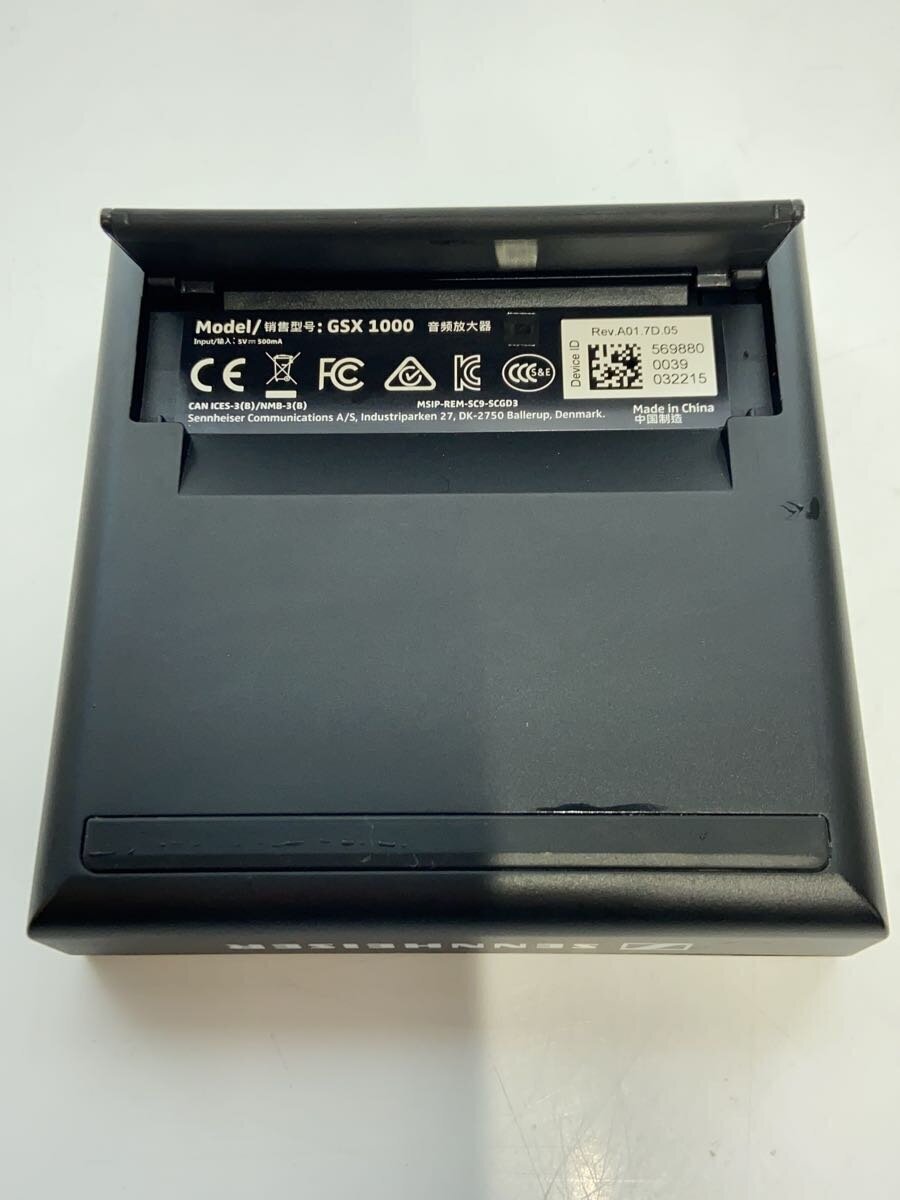 Model/销售型号: GSX 1000 音频放大器
Input/输入: 5V⎓500mA
CE FC S&E
CAN ICES-3(B)/NMB-3(B) MSIP-REM-SC9-SCGD3
Sennheiser Communications A/S, Industriparken 27, DK-2750 Ballerup, Denmark.
Made in China
中国制造
Rev.A01.7D.05
Device ID
569880
0039
032215
SENNHEISER